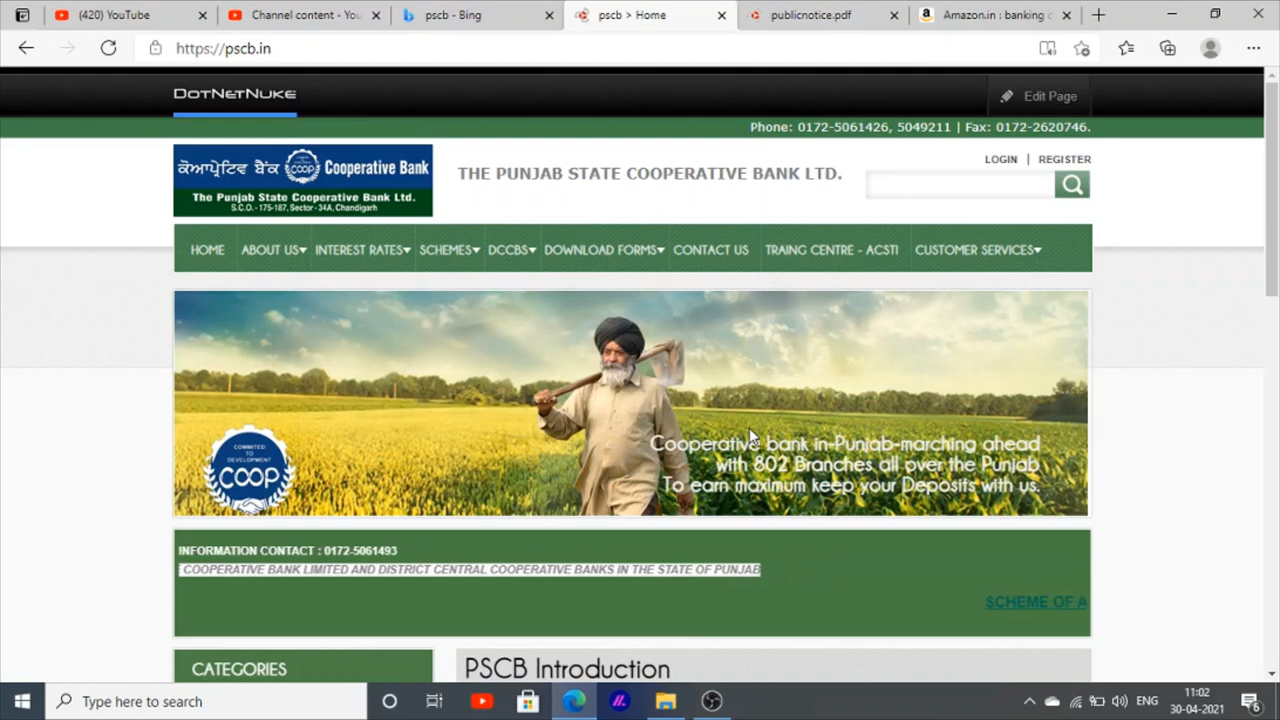 (420) YouTube
Channel content - You
pscb - Bing
pscb > Home
publicnotice.pdf
Amazon.in : banking
https://pscb.in
DotNetNuke
Edit Page
Phone: 0172-5061426, 5049211 | Fax: 0172-2620746.
ਕੋਆਪ੍ਰੇਟਿਵ ਬੈਂਕ COOP Cooperative Bank
The Punjab State Cooperative Bank Ltd.
S.C.O.-175-187, Sector-34A, Chandigarh
THE PUNJAB STATE COOPERATIVE BANK LTD.
LOGIN | REGISTER
HOME ABOUT US INTEREST RATES SCHEMES DCCBS DOWNLOAD FORMS CONTACT US TRAING CENTRE - ACSTI CUSTOMER SERVICES
COMMITED
TO
DEVELOPMENT
COOP
Cooperative bank in-Punjab-marching ahead
with 802 Branches all over the Punjab
To earn maximum keep your Deposits with us.
INFORMATION CONTACT : 0172-5061493
COOPERATIVE BANK LIMITED AND DISTRICT CENTRAL COOPERATIVE BANKS IN THE STATE OF PUNJAB
SCHEME OF A
CATEGORIES
PSCB Introduction
Type here to search
ENG
11:02
30-04-2021
6